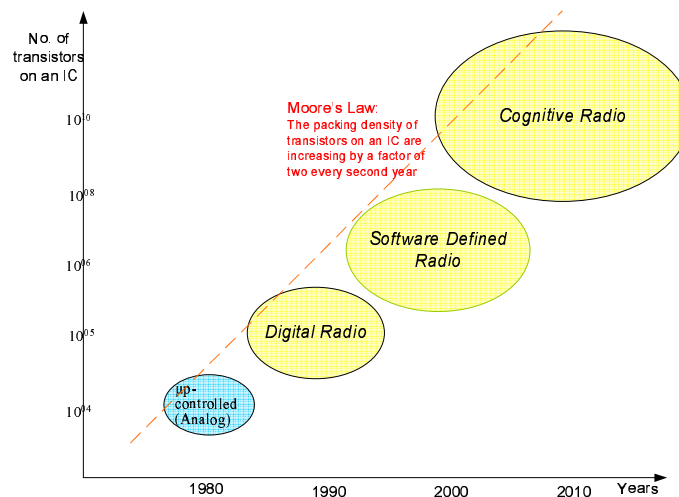 No. of
transistors
on an IC
Moore's Law:
The packing density of
transistors on an IC are
increasing by a factor of
two every second year
Cognitive Radio
10^10
10^08
Software Defined
Radio
10^06
Digital Radio
10^05
µp-
controlled
(Analog)
10^04
1980
1990
2000
2010
Years